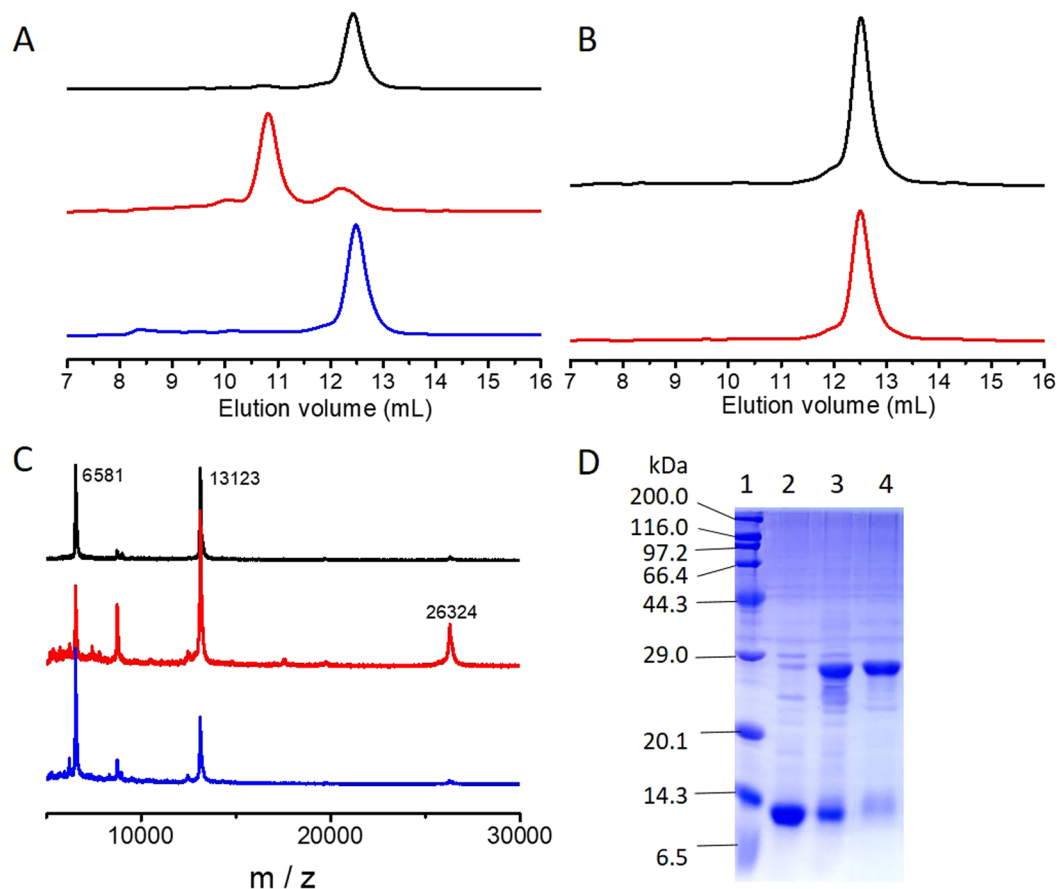 A
7 8 9 10 11 12 13 14 15 16
Elution volume (mL)
B
7 8 9 10 11 12 13 14 15 16
Elution volume (mL)
C
6581
13123
26324
10000 20000 30000
m / z
D
kDa
1 2 3 4
200.0
116.0
97.2
66.4
44.3
29.0
20.1
14.3
6.5